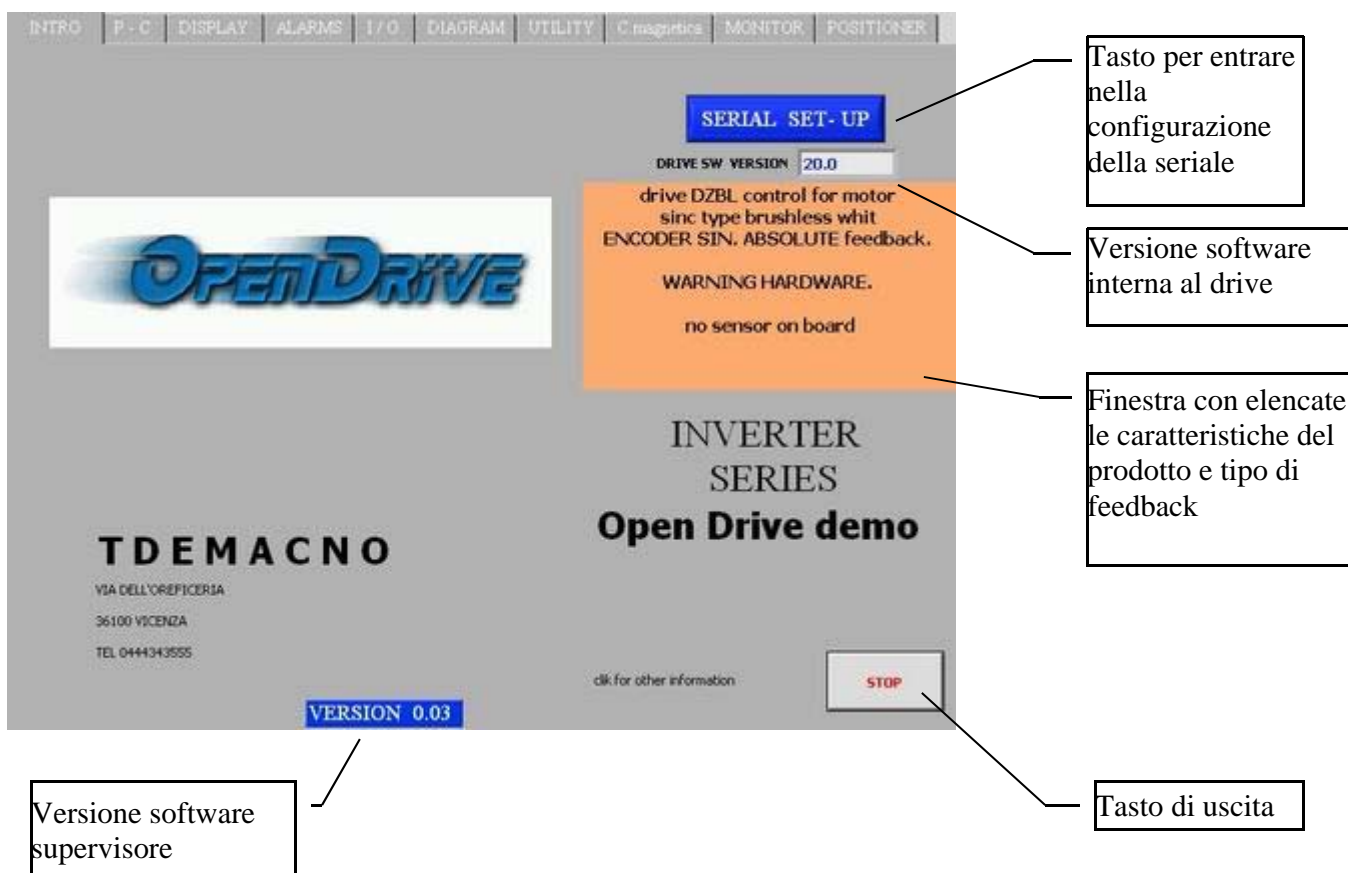 INTRO P - C DISPLAY ALARMS I / O DIAGRAM UTILITY C magnetica MONITOR POSITIONER
SERIAL SET- UP
DRIVE SW VERSION 20.0
drive DZBL control for motor
sinc type brushless whit
ENCODER SIN. ABSOLUTE feedback.
WARNING HARDWARE.
no sensor on board
OPENDRIVE
INVERTER
SERIES
Open Drive demo
T D E M A C N O
VIA DELL'OREFICERIA
36100 VICENZA
TEL 0444343555
clik for other information
STOP
VERSION 0.03
Tasto per entrare
nella
configurazione
della seriale
Versione software
interna al drive
Finestra con elencate
le caratteristiche del
prodotto e tipo di
feedback
Tasto di uscita
Versione software
supervisore